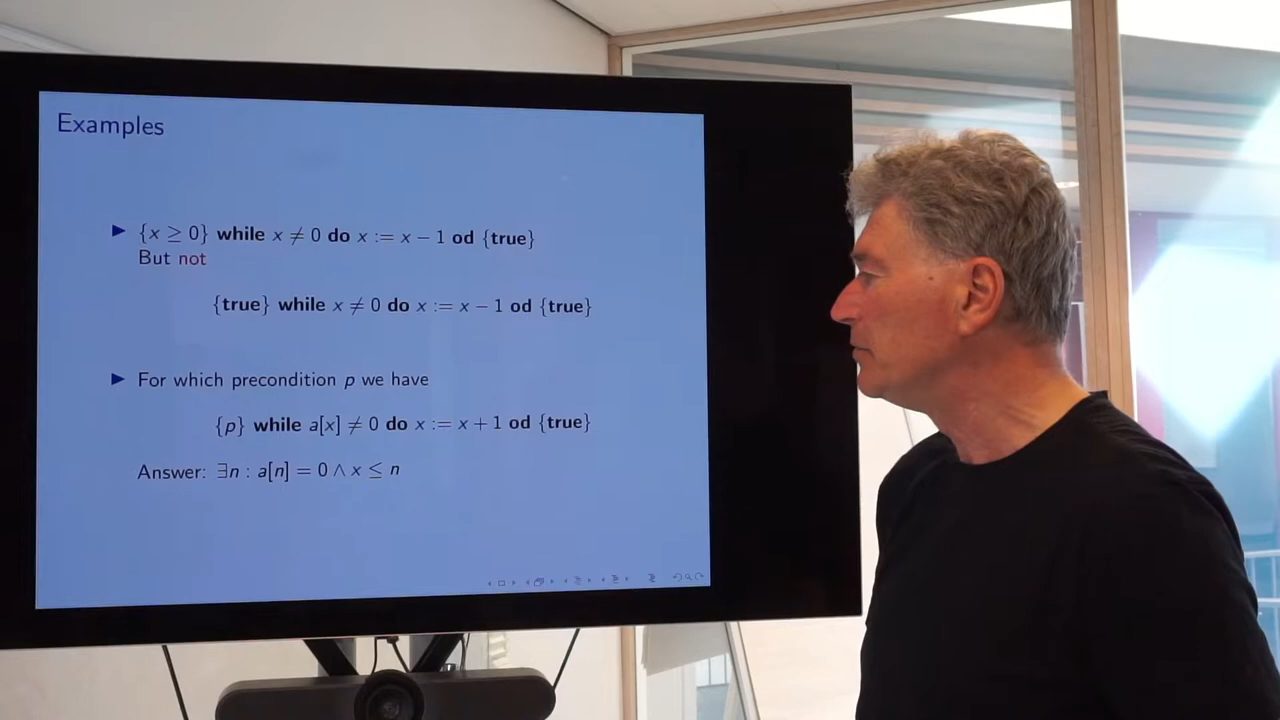 Examples
▶ {x ≥ 0} while x ≠ 0 do x := x − 1 od {true}
But not
{true} while x ≠ 0 do x := x − 1 od {true}
▶ For which precondition p we have
{p} while a[x] ≠ 0 do x := x + 1 od {true}
Answer: ∃n : a[n] = 0 ∧ x ≤ n